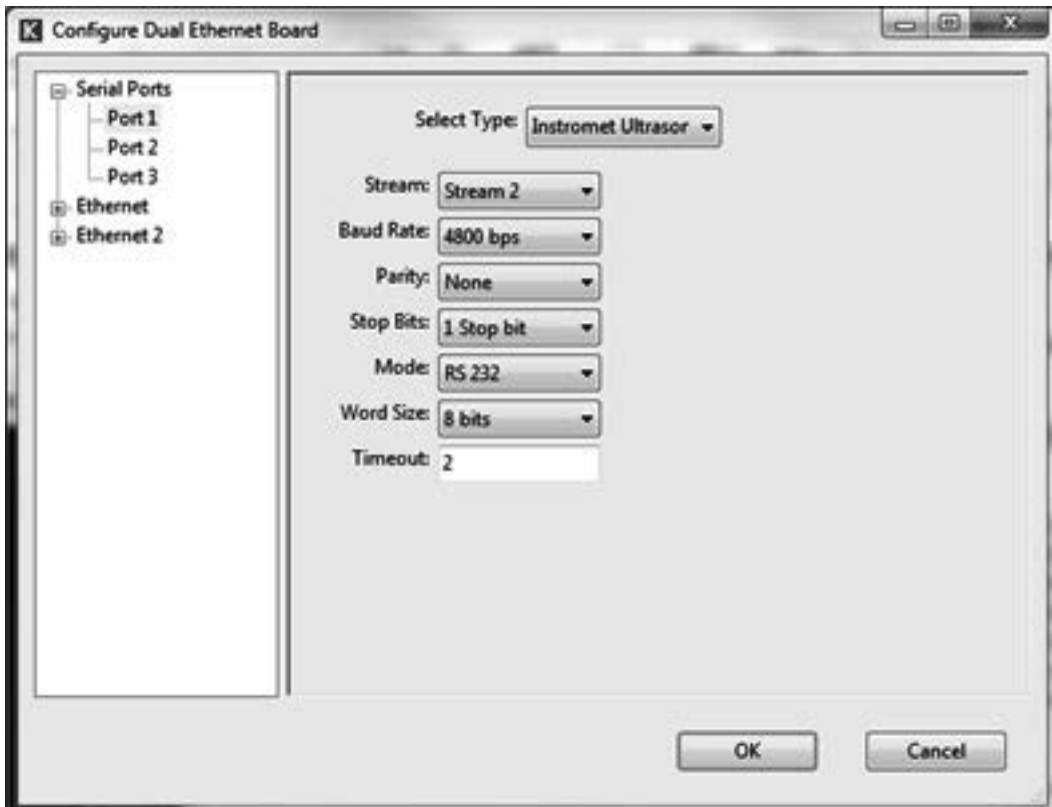 K Configure Dual Ethernet Board
Serial Ports
Port 1
Port 2
Port 3
Ethernet
Ethernet 2
Select Type: Instromet Ultrasor
Stream: Stream 2
Baud Rate: 4800 bps
Parity: None
Stop Bits: 1 Stop bit
Mode: RS 232
Word Size: 8 bits
Timeout: 2
OK Cancel